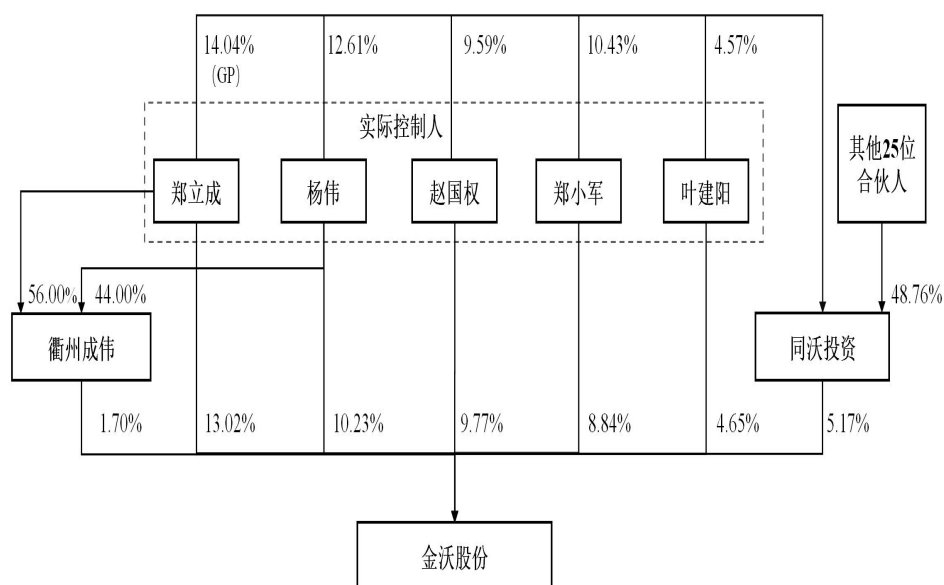 14.04%
(GP)
12.61%
9.59%
10.43%
4.57%
实际控制人
其他25位
合伙人
郑立成
杨伟
赵国权
郑小军
叶建阳
56.00%
44.00%
48.76%
衢州成伟
同沃投资
1.70%
13.02%
10.23%
9.77%
8.84%
4.65%
5.17%
金沃股份